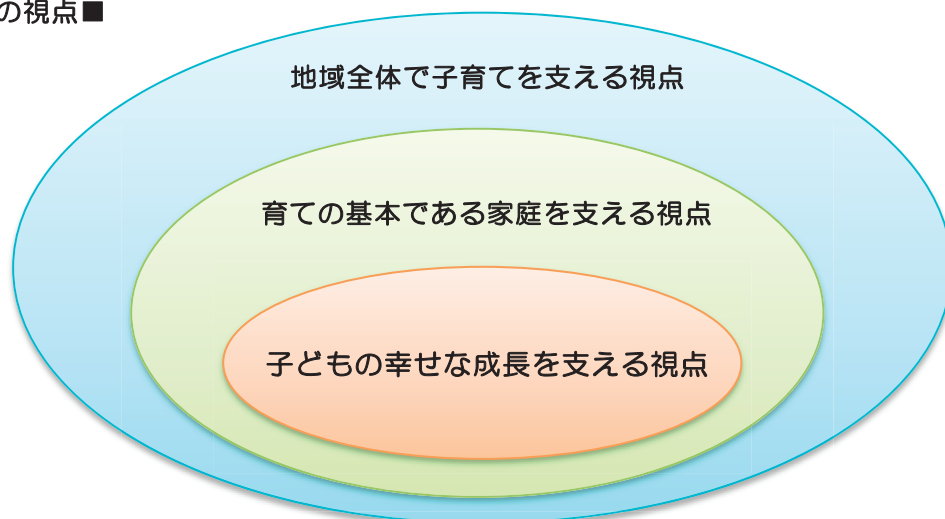 の視点■
地域全体で子育てを支える視点
育ての基本である家庭を支える視点
子どもの幸せな成長を支える視点